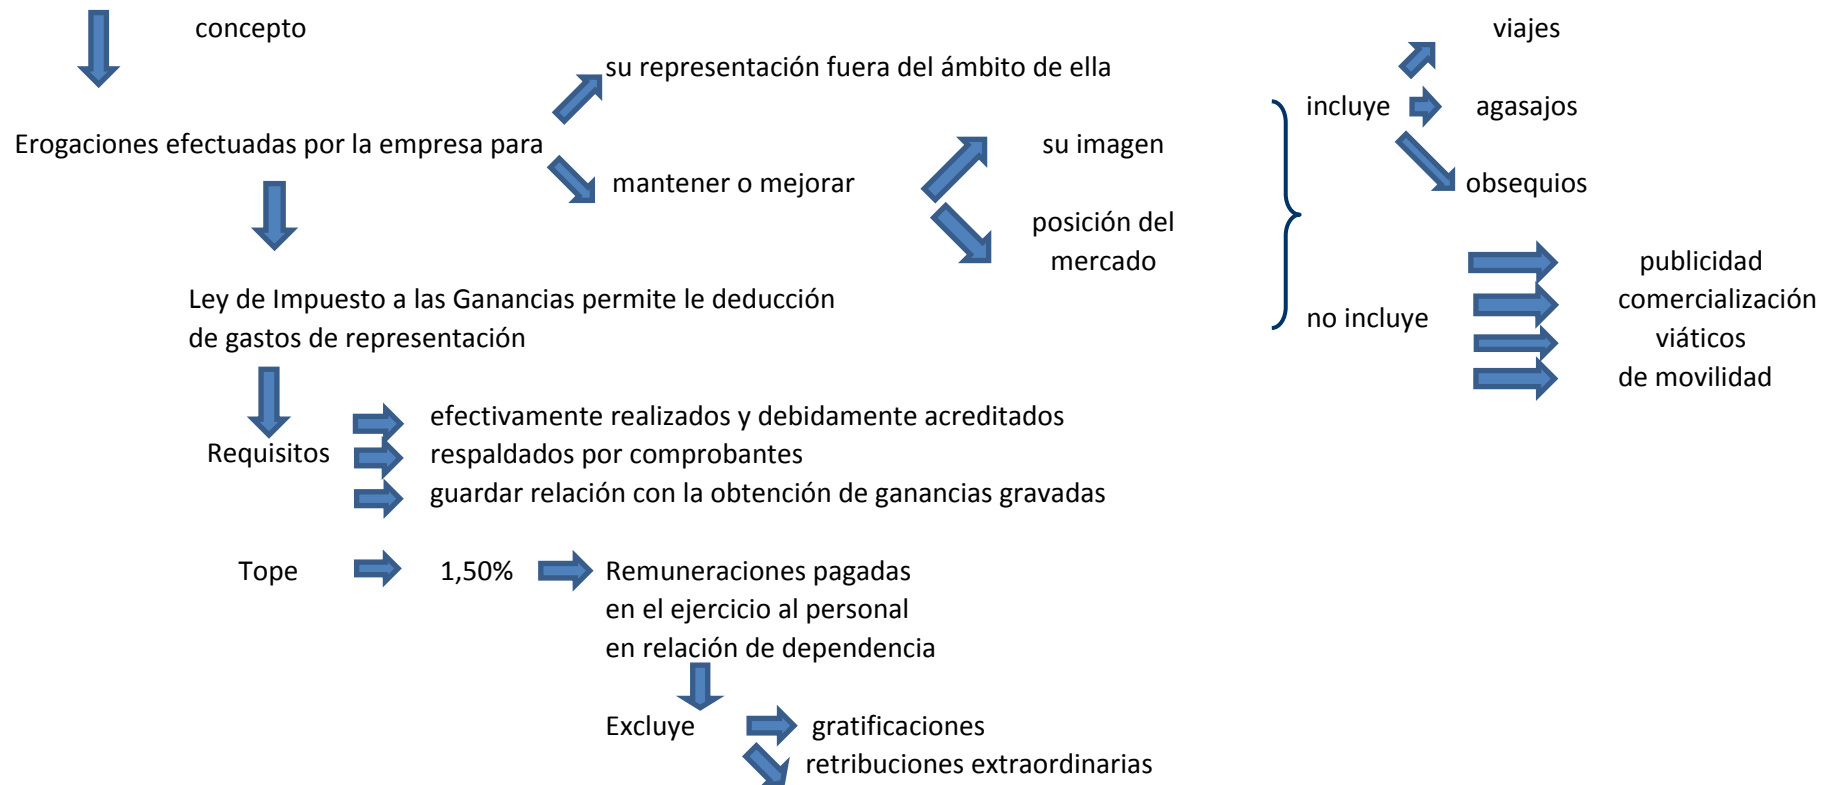 concepto
Erogaciones efectuadas por la empresa para
su representación fuera del ámbito de ella
mantener o mejorar
su imagen
posición del
mercado
incluye
viajes
agasajos
obsequios
no incluye
publicidad
comercialización
viáticos
de movilidad
Ley de Impuesto a las Ganancias permite le deducción
de gastos de representación
Requisitos
efectivamente realizados y debidamente acreditados
respaldados por comprobantes
guardar relación con la obtención de ganancias gravadas
Tope
1,50%
Remuneraciones pagadas
en el ejercicio al personal
en relación de dependencia
Excluye
gratificaciones
retribuciones extraordinarias